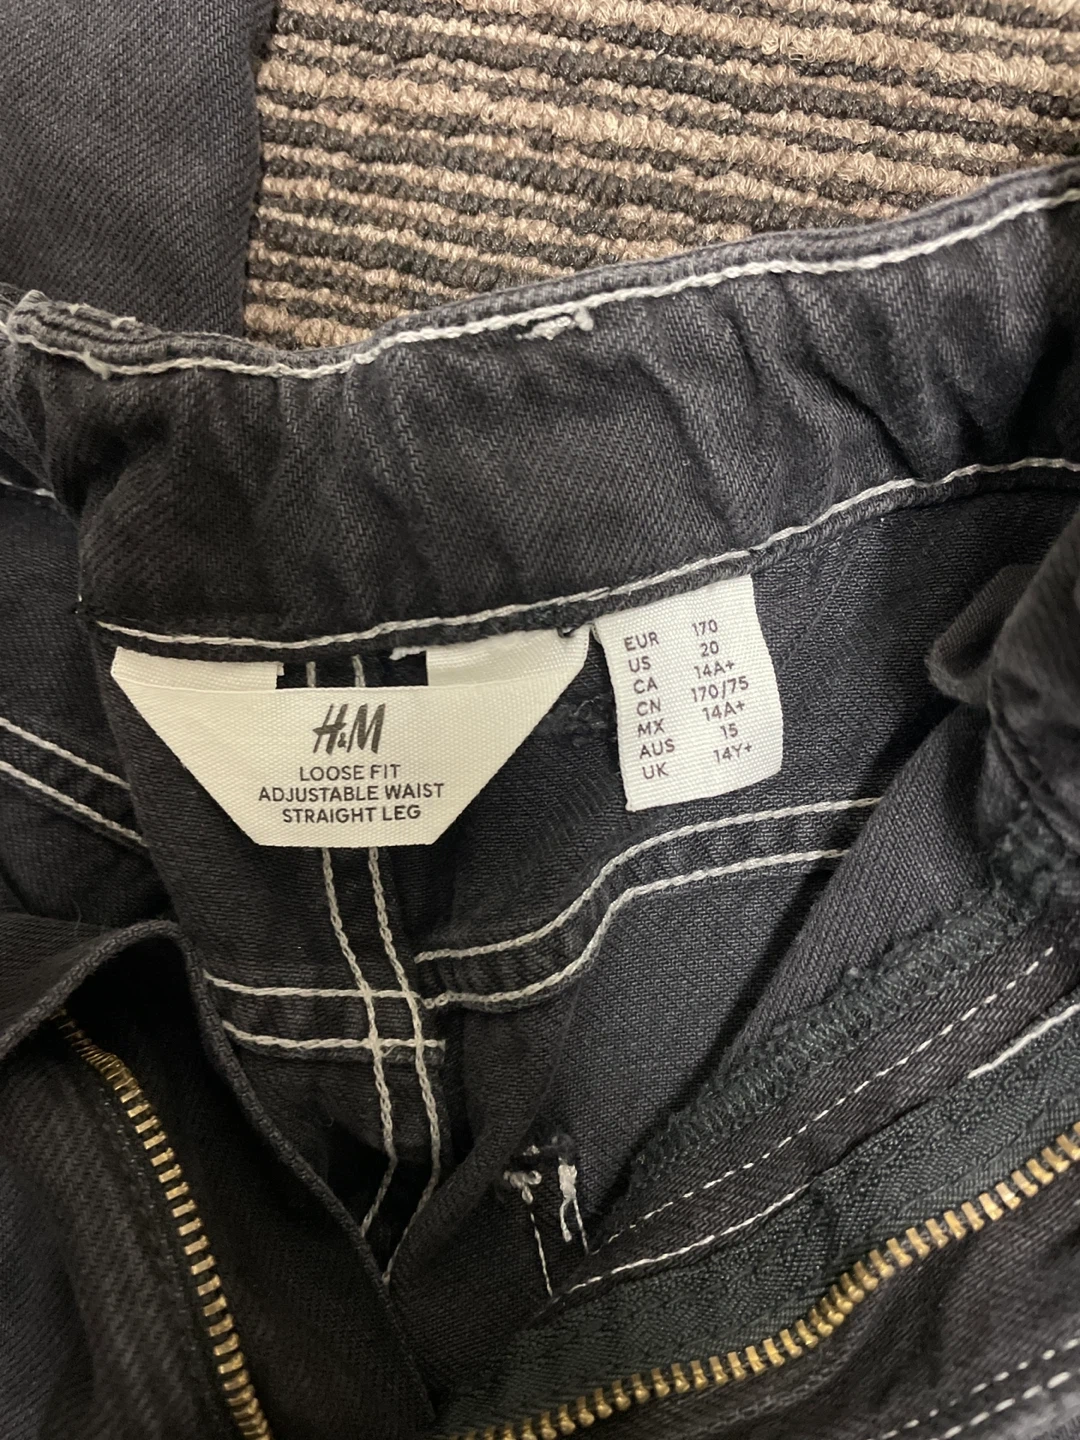 H&M
LOOSE FIT
ADJUSTABLE WAIST
STRAIGHT LEG
EUR 170
US 20
CA 14A+
CN 170/75
MX 14A+
AUS 15
UK 14Y+